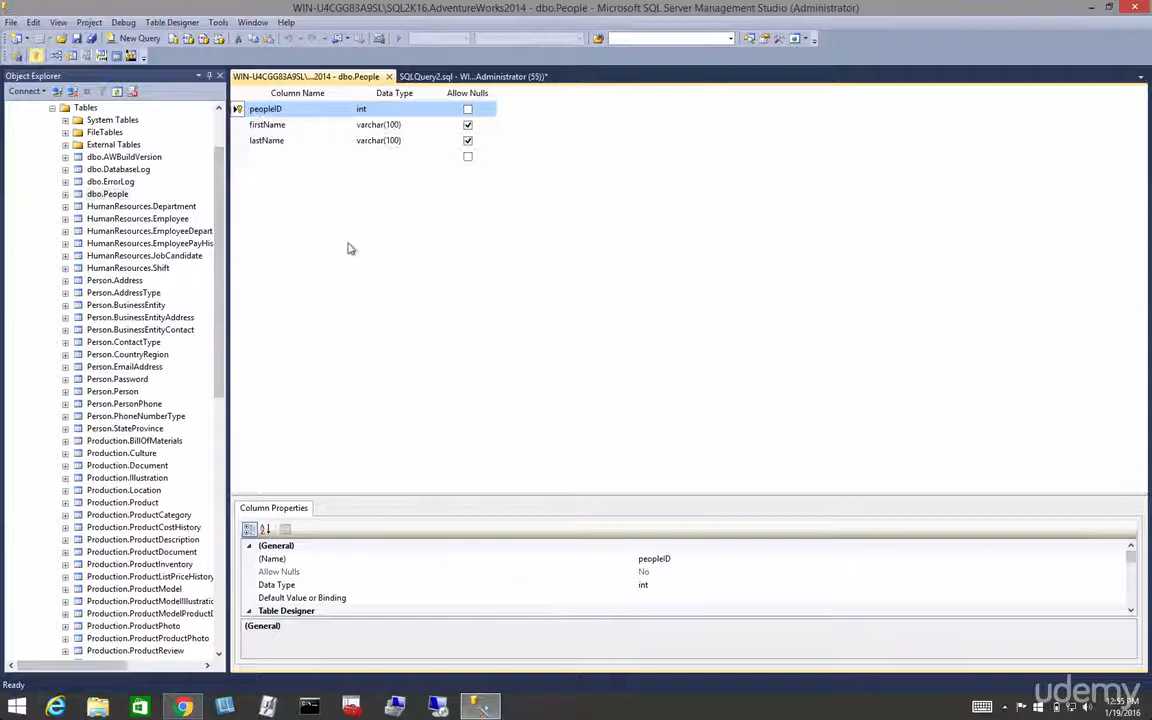 WIN-U4CGG83A9SL\SQL2K16.AdventureWorks2014 - dbo.People - Microsoft SQL Server Management Studio (Administrator)
File Edit View Project Debug Table Designer Tools Window Help
New Query
Object Explorer
WIN-U4CGG83A9SL\...2014 - dbo.People
SQLQuery2.sql - WI...Administrator (55))*
Connect
Column Name Data Type Allow Nulls
peopleID int
firstName varchar(100)
lastName varchar(100)
Tables
System Tables
FileTables
External Tables
dbo.AWBuildVersion
dbo.DatabaseLog
dbo.ErrorLog
dbo.People
HumanResources.Department
HumanResources.Employee
HumanResources.EmployeeDepart
HumanResources.EmployeePayHis
HumanResources.JobCandidate
HumanResources.Shift
Person.Address
Person.AddressType
Person.BusinessEntity
Person.BusinessEntityAddress
Person.BusinessEntityContact
Person.ContactType
Person.CountryRegion
Person.EmailAddress
Person.Password
Person.Person
Person.PersonPhone
Person.PhoneNumberType
Person.StateProvince
Production.BillOfMaterials
Production.Culture
Production.Document
Production.Illustration
Production.Location
Production.Product
Production.ProductCategory
Production.ProductCostHistory
Production.ProductDescription
Production.ProductDocument
Production.ProductInventory
Production.ProductListPriceHistory
Production.ProductModel
Production.ProductModelIllustratic
Production.ProductModelProductD
Production.ProductPhoto
Production.ProductProductPhoto
Production.ProductReview
Column Properties
(General)
(Name) peopleID
Allow Nulls No
Data Type int
Default Value or Binding
Table Designer
(General)
Ready
udemy
12:55 PM
1/19/2016